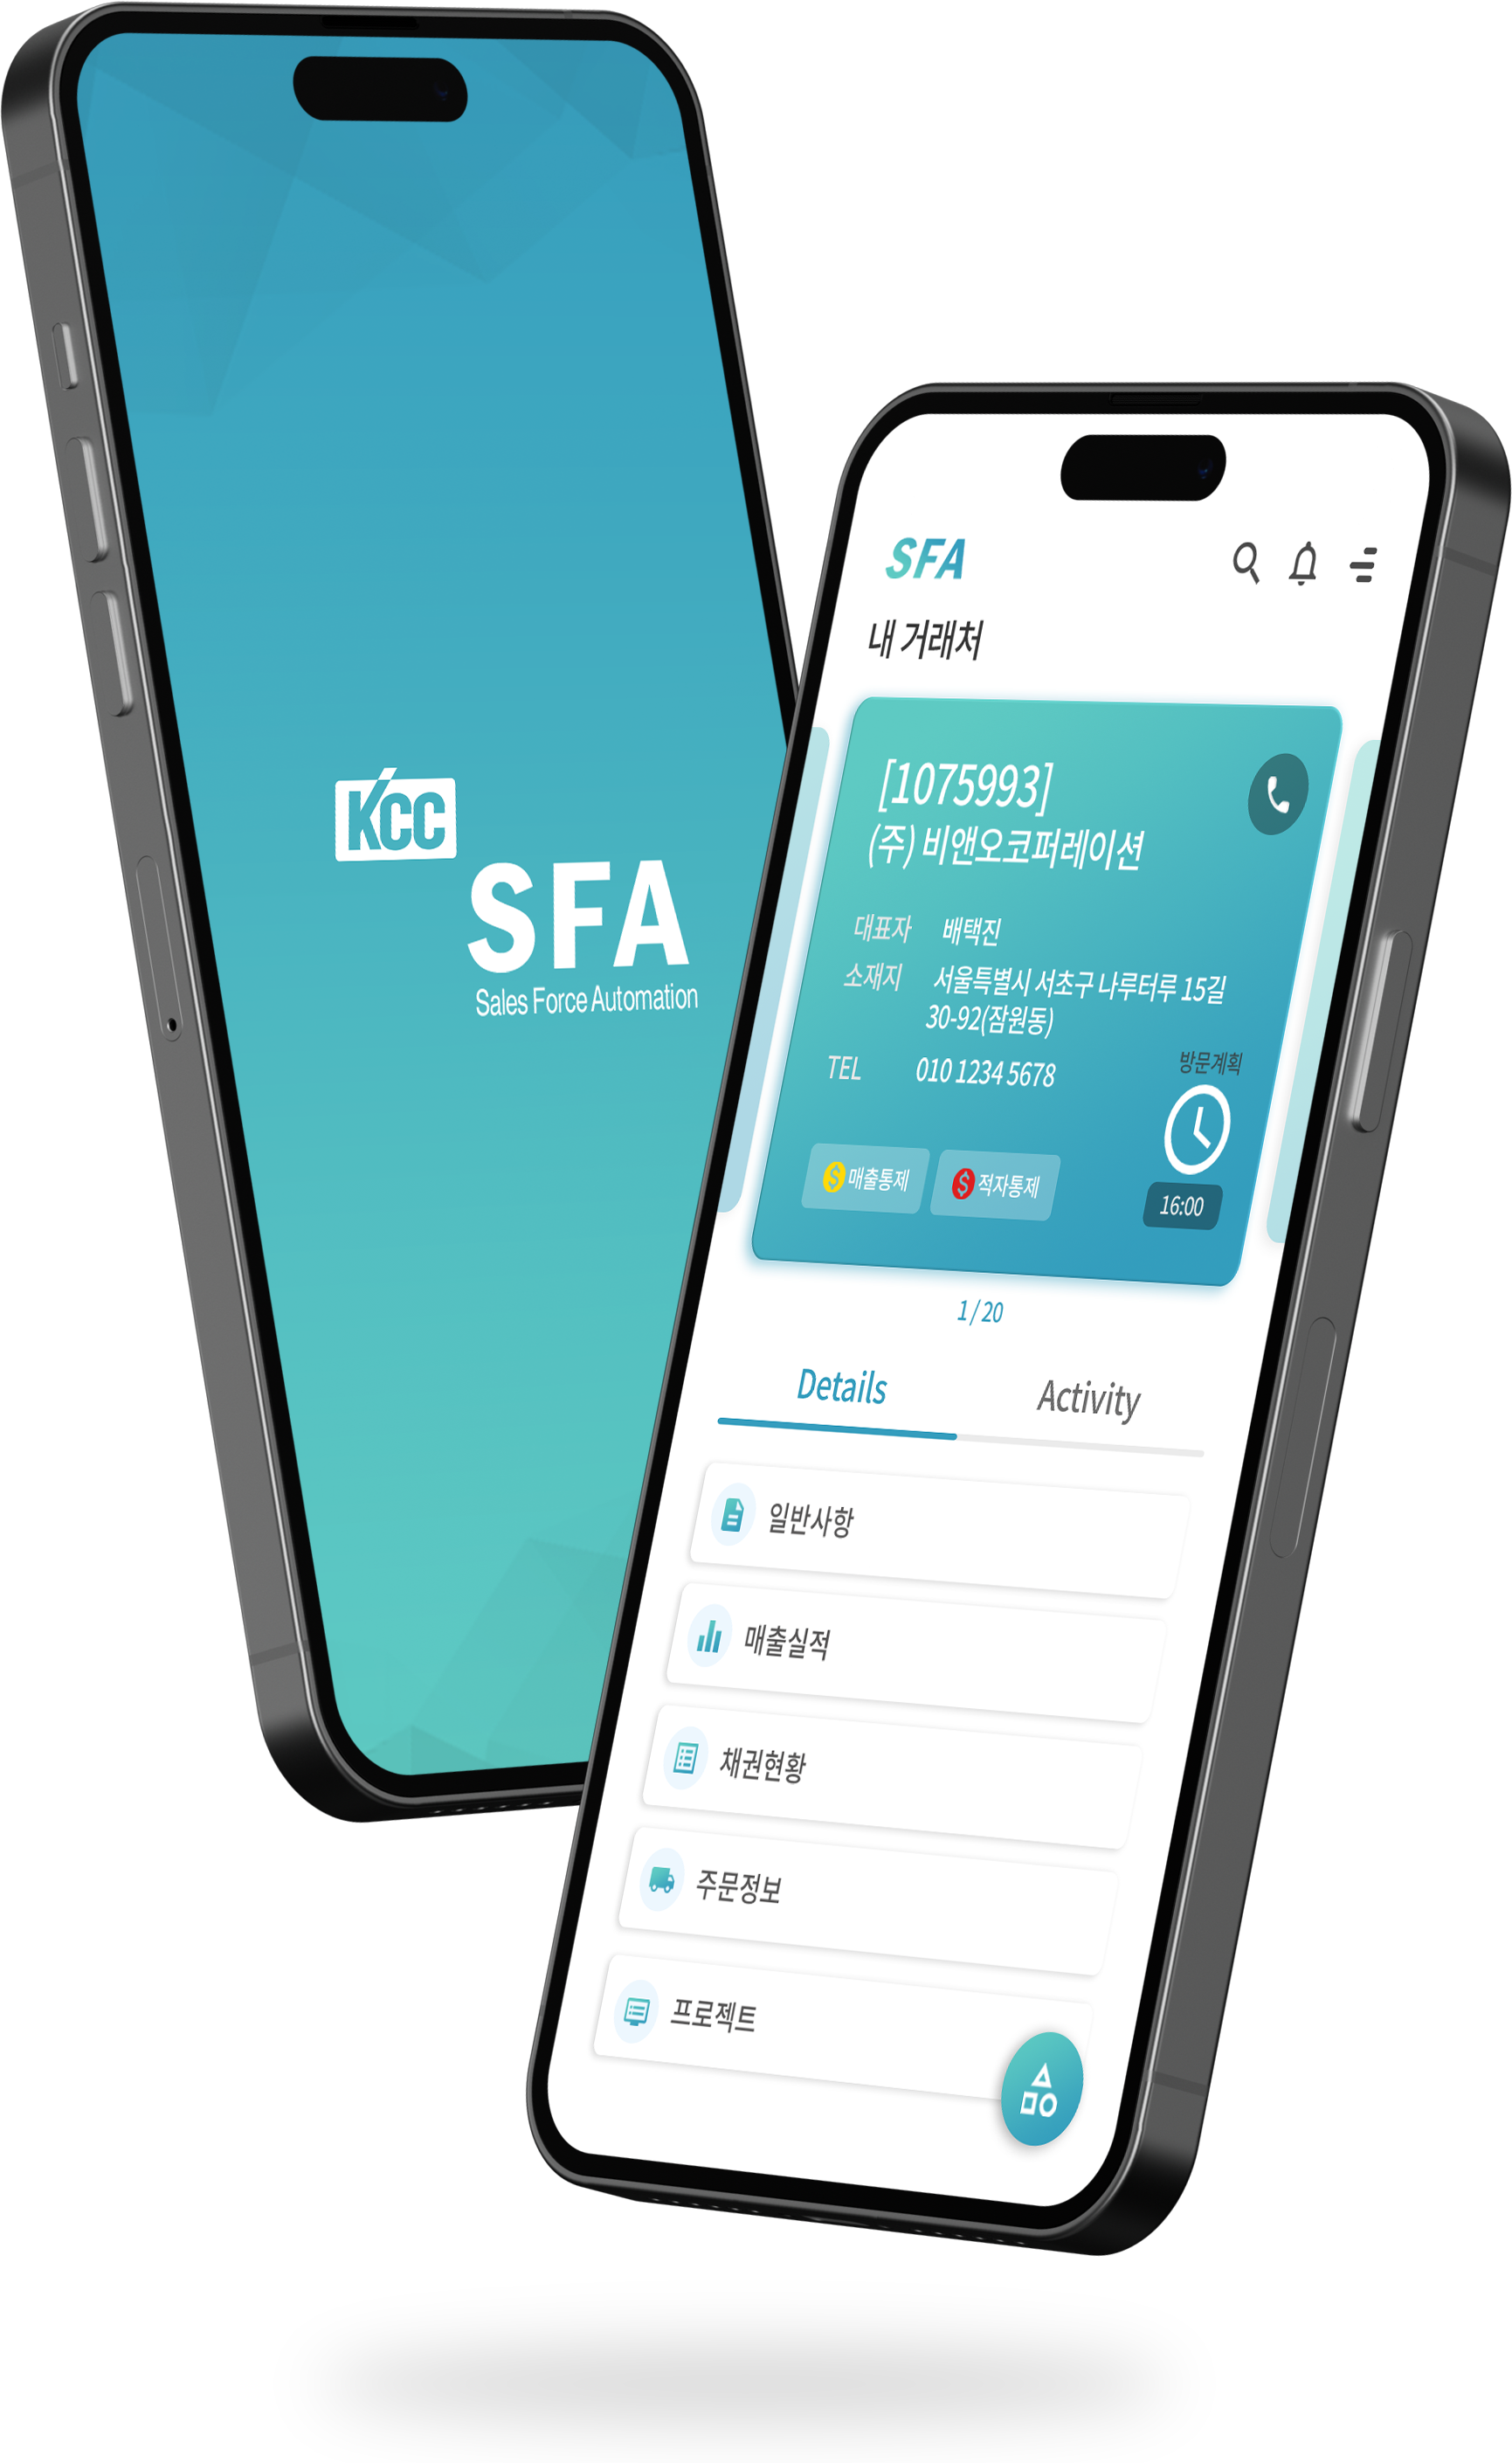 KCC
SFA
Sales Force Automation
SFA
내 거래처
[1075993]
(주) 비앤오코퍼레이션
대표자 배택진
소재지 서울특별시 서초구 나루터루 15길
30-92(잠원동)
TEL 010 1234 5678
방문계획
매출통제 적자통제
16:00
1 / 20
Details Activity
일반사항
매출실적
채권현황
주문정보
프로젝트